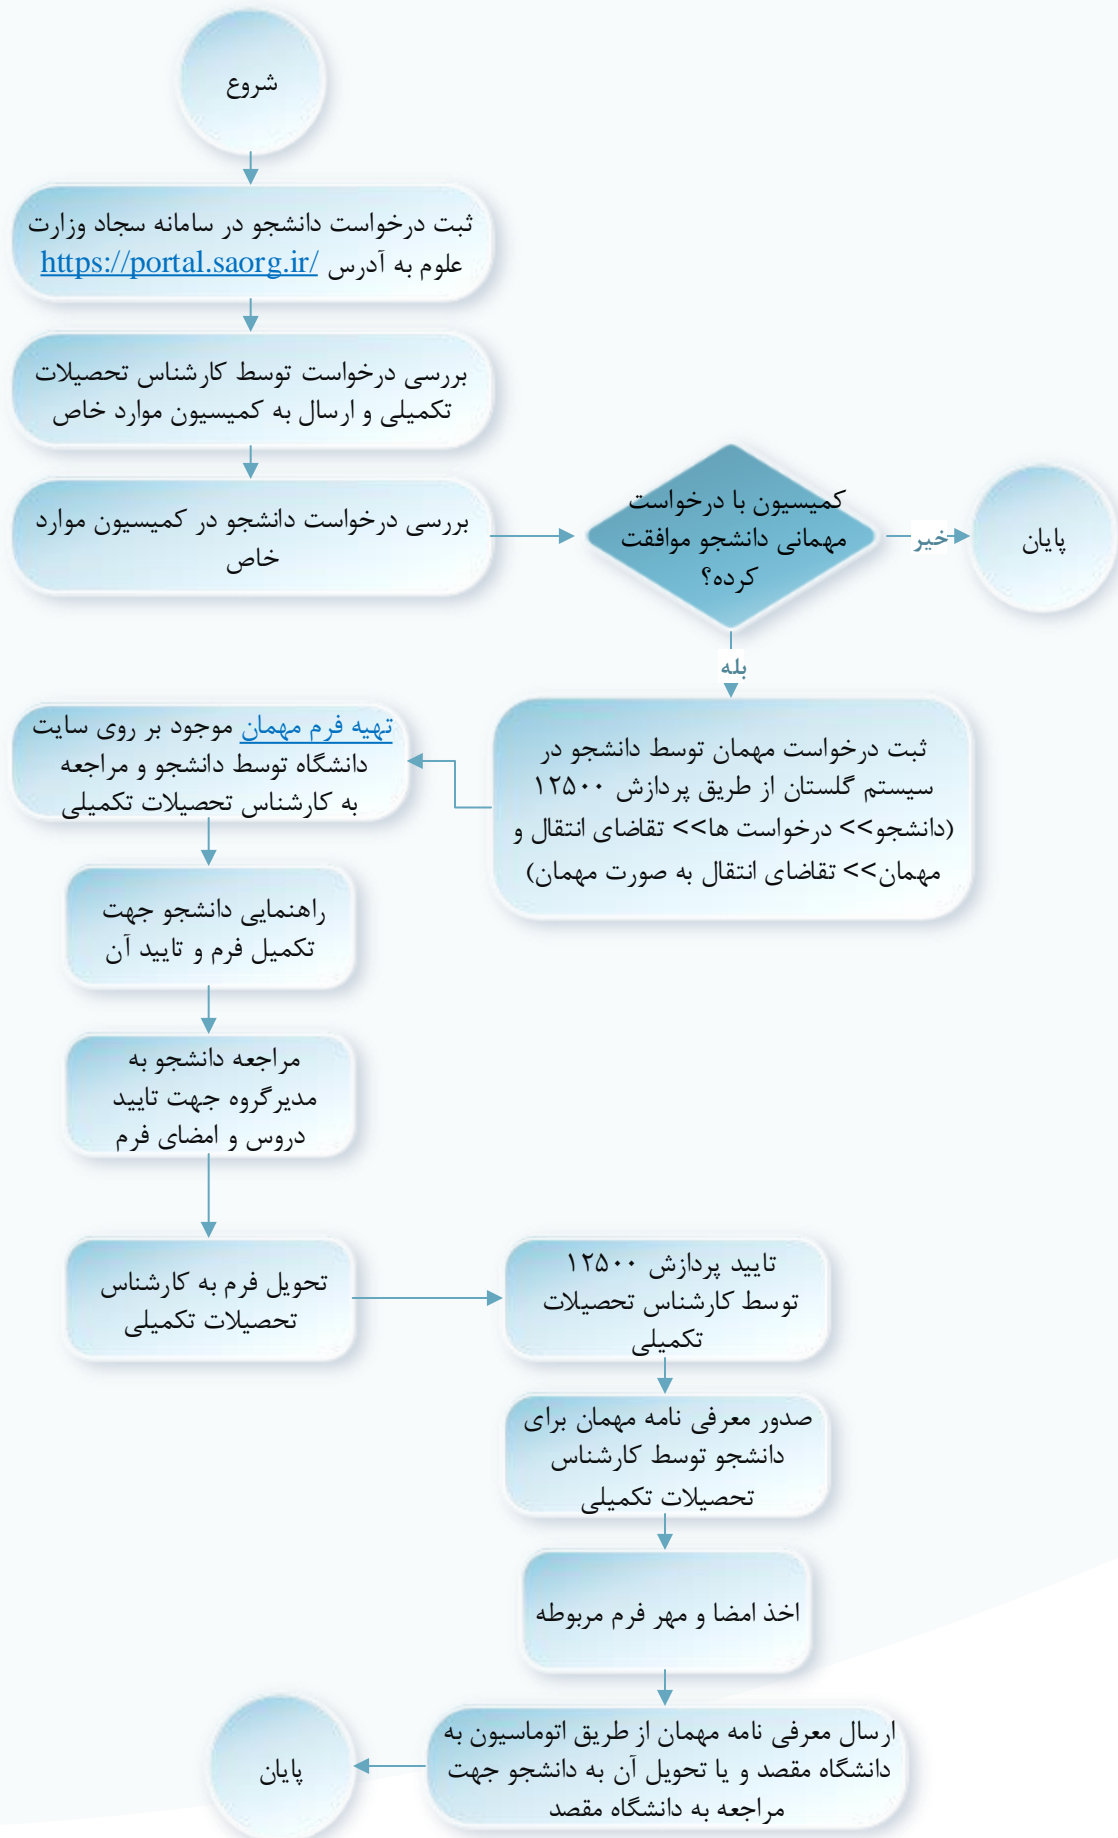 شروع
ثبت درخواست دانشجو در سامانه سجاد وزارت
علوم به آدرس https://portal.saorg.ir/
بررسی درخواست توسط کارشناس تحصیلات
تکمیلی و ارسال به کمیسیون موارد خاص
بررسی درخواست دانشجو در کمیسیون موارد
خاص
کمیسیون با درخواست
مهمانی دانشجو موافقت
کرده؟
خیر
پایان
بله
ثبت درخواست مهمان توسط دانشجو در
سیستم گلستان از طریق پردازش ۱۲۵۰۰
(دانشجو>> درخواست ها>> تقاضای انتقال و
مهمان>> تقاضای انتقال به صورت مهمان)
تهیه فرم مهمان موجود بر روی سایت
دانشگاه توسط دانشجو و مراجعه
به کارشناس تحصیلات تکمیلی
راهنمایی دانشجو جهت
تکمیل فرم و تایید آن
مراجعه دانشجو به
مدیرگروه جهت تایید
دروس و امضای فرم
تحویل فرم به کارشناس
تحصیلات تکمیلی
تایید پردازش ۱۲۵۰۰
توسط کارشناس تحصیلات
تکمیلی
صدور معرفی نامه مهمان برای
دانشجو توسط کارشناس
تحصیلات تکمیلی
اخذ امضا و مهر فرم مربوطه
ارسال معرفی نامه مهمان از طریق اتوماسیون به
دانشگاه مقصد و یا تحویل آن به دانشجو جهت
مراجعه به دانشگاه مقصد
پایان